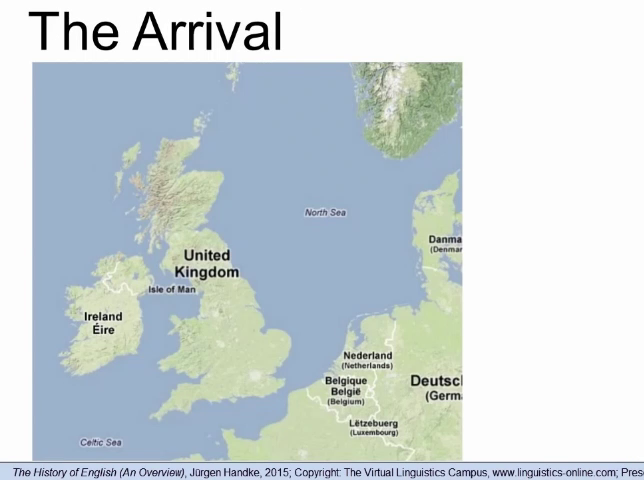 The Arrival
North Sea
Danma
(Denmar
United
Kingdom
Isle of Man
Ireland
Éire
Nederland
(Netherlands)
Belgique
België
(Belgium)
Deutscl
(Germa
Lëtzebuerg
(Luxembourg)
Celtic Sea
The History of English (An Overview), Jürgen Handke, 2015; Copyright: The Virtual Linguistics Campus, www.linguistics-online.com; Pres